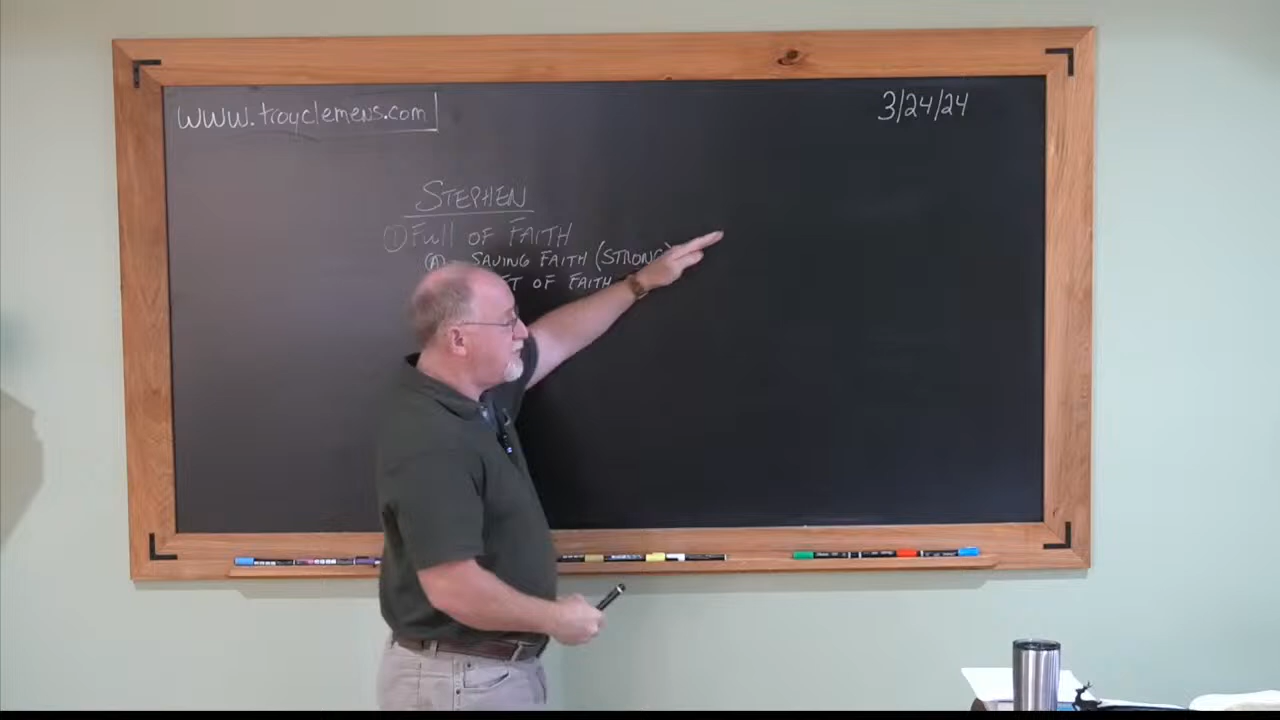 www.troyclemens.com
3/24/24
STEPHEN
① Full OF FAITH
Ⓐ SAVING FAITH (STRONG)
OF FAITH